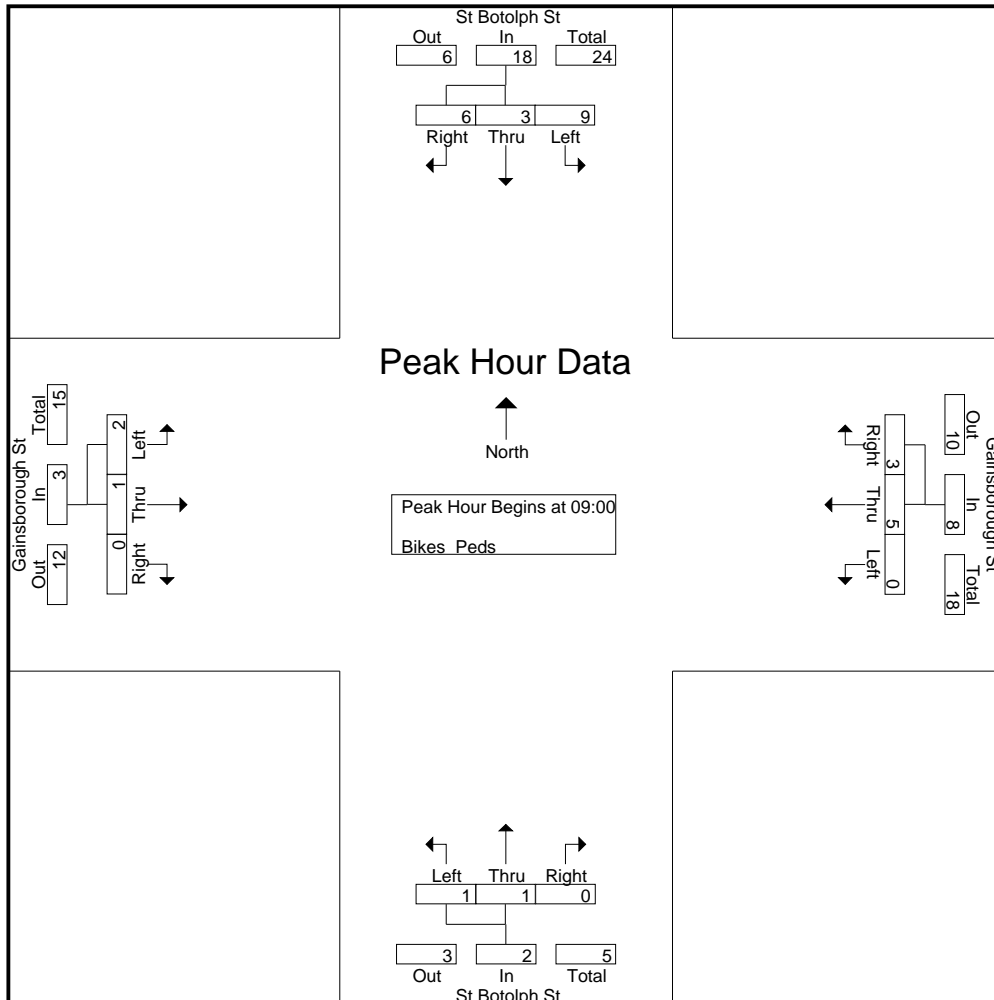 St Botolph St
Out In Total
6 18 24
6 3 9
Right Thru Left
Peak Hour Data
North
Peak Hour Begins at 09:00
Bikes Peds
Gainsborough St
Total In Out
15 3 12
2 1 0
Left Thru Right
Gainsborough St
Out In Total
10 8 18
3 5 0
Right Thru Left
Left Thru Right
1 1 0
3 2 5
Out In Total
St Botolph St